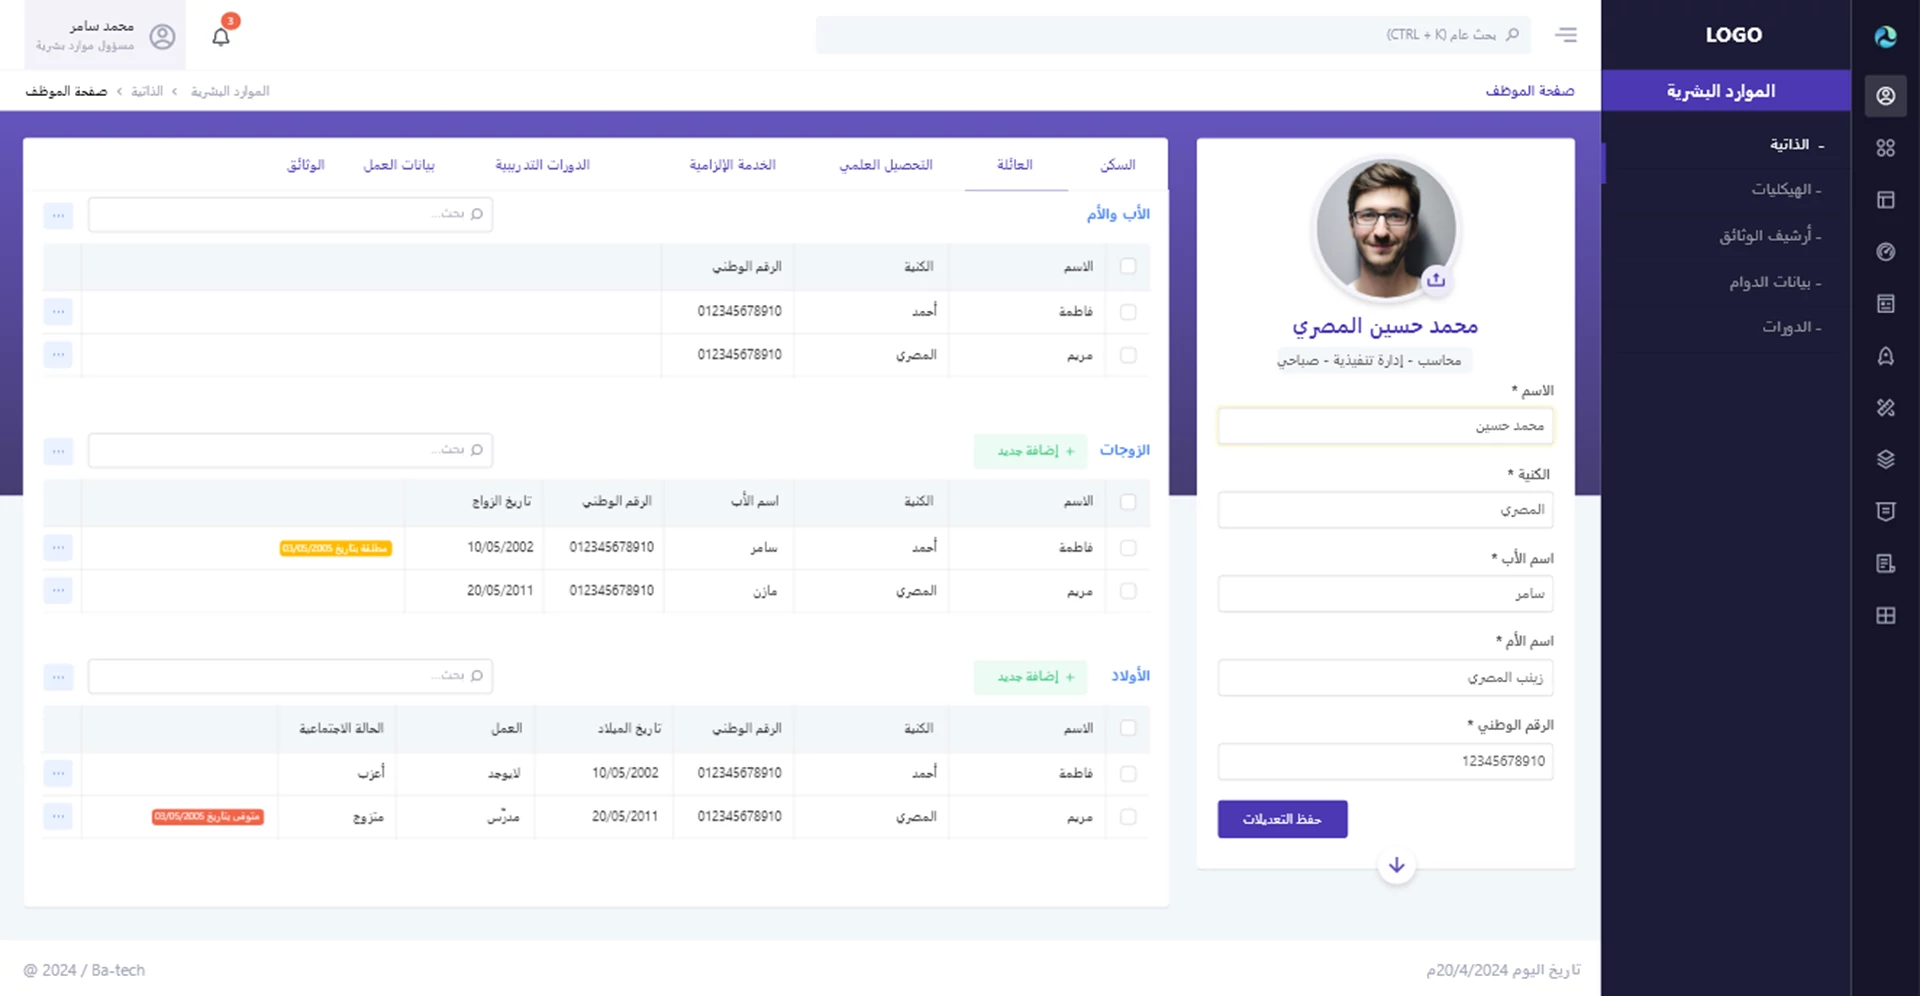 LOGO
الموارد البشرية
- الذاتية
- الهيكليات
- أرشيف الوثائق
- بيانات الدوام
- الدورات
بحث عام (CTRL + K)
3
محمد سامر
مسؤول موارد بشرية
صفحة الموظف
الموارد البشرية > الذاتية > صفحة الموظف
محمد حسين المصري
محاسب - إدارة تنفيذية - صباحي
الاسم *
محمد حسين
الكنية *
المصري
اسم الأب *
سامر
اسم الأم *
زينب المصري
الرقم الوطني *
12345678910
حفظ التعديلات
السكن العائلة التحصيل العلمي الخدمة الإلزامية الدورات التدريبية بيانات العمل الوثائق
الأب والأم
بحث...
الاسم الكنية الرقم الوطني
فاطمة أحمد 012345678910
مريم المصري 012345678910
الزوجات
+ إضافة جديد
بحث...
الاسم الكنية اسم الأب الرقم الوطني تاريخ الزواج
فاطمة أحمد سامر 012345678910 10/05/2002 مطلقة بتاريخ 03/05/2005
مريم المصري مازن 012345678910 20/05/2011
الأولاد
+ إضافة جديد
بحث...
الاسم الكنية الرقم الوطني تاريخ الميلاد العمل الحالة الاجتماعية
فاطمة أحمد 012345678910 10/05/2002 لايوجد أعزب
مريم المصري 012345678910 20/05/2011 مدرّس متزوج متوفى بتاريخ 03/05/2005
تاريخ اليوم 20/4/2024م
@ 2024 / Ba-tech